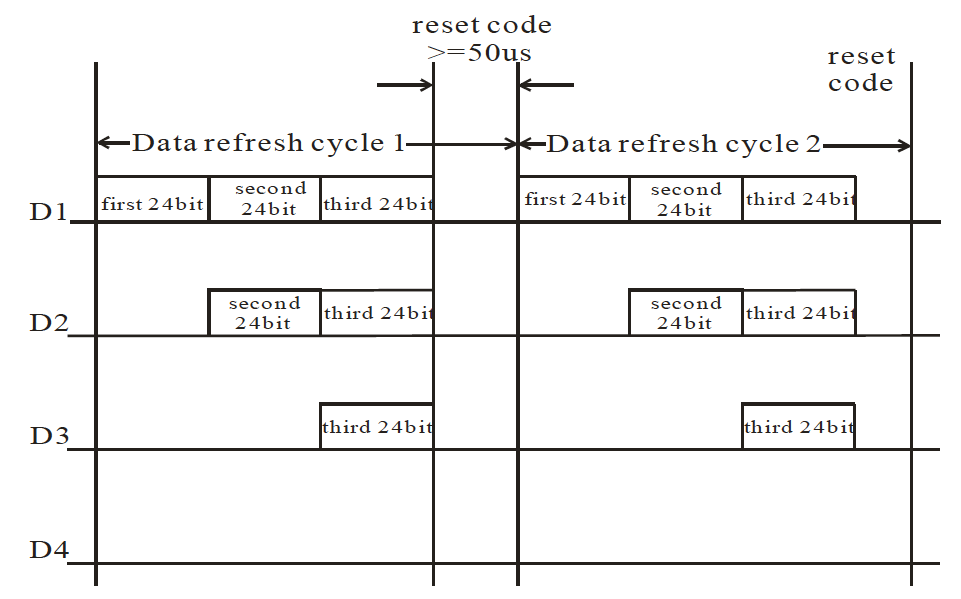 reset code
>=50us
reset
code
Data refresh cycle 1
Data refresh cycle 2
D1
first 24bit
second
24bit
third 24bit
first 24bit
second
24bit
third 24bit
D2
second
24bit
third 24bit
second
24bit
third 24bit
D3
third 24bit
third 24bit
D4